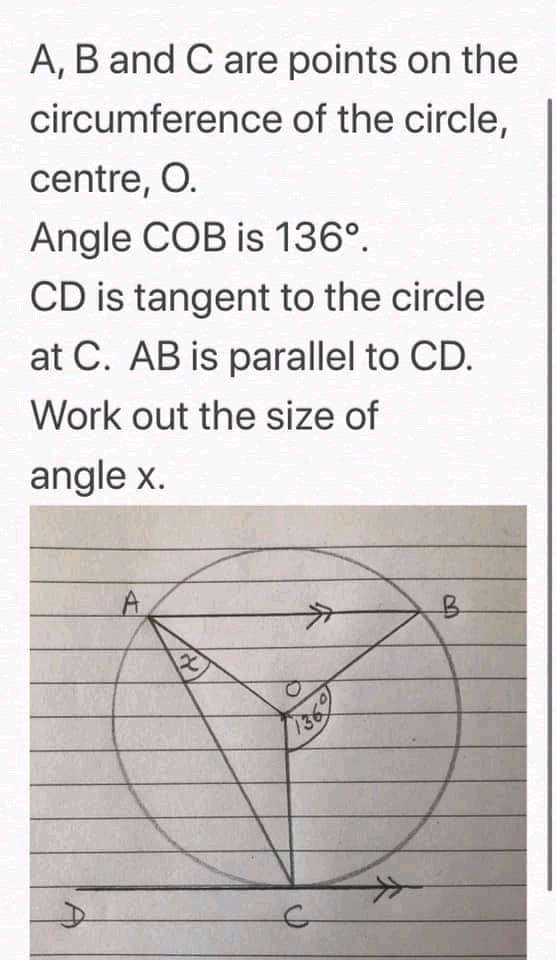 A, B and C are points on the
circumference of the circle,
centre, O.
Angle COB is 136°.
CD is tangent to the circle
at C. AB is parallel to CD.
Work out the size of
angle x.
A
B
x
O
136°
D
C